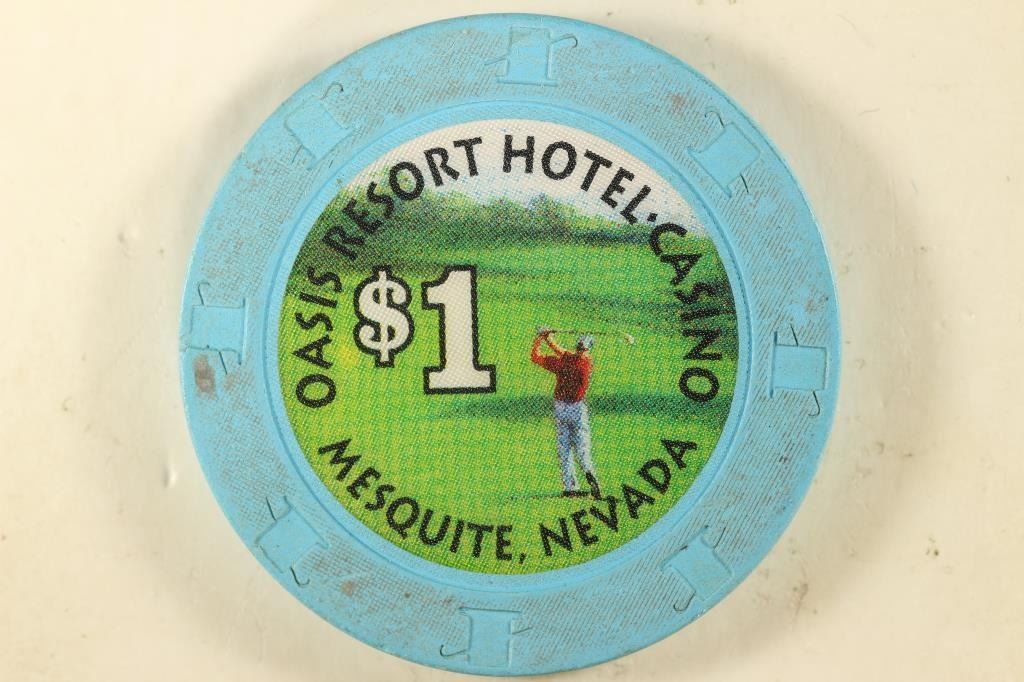 OASIS RESORT HOTEL·CASINO
$1
MESQUITE, NEVADA